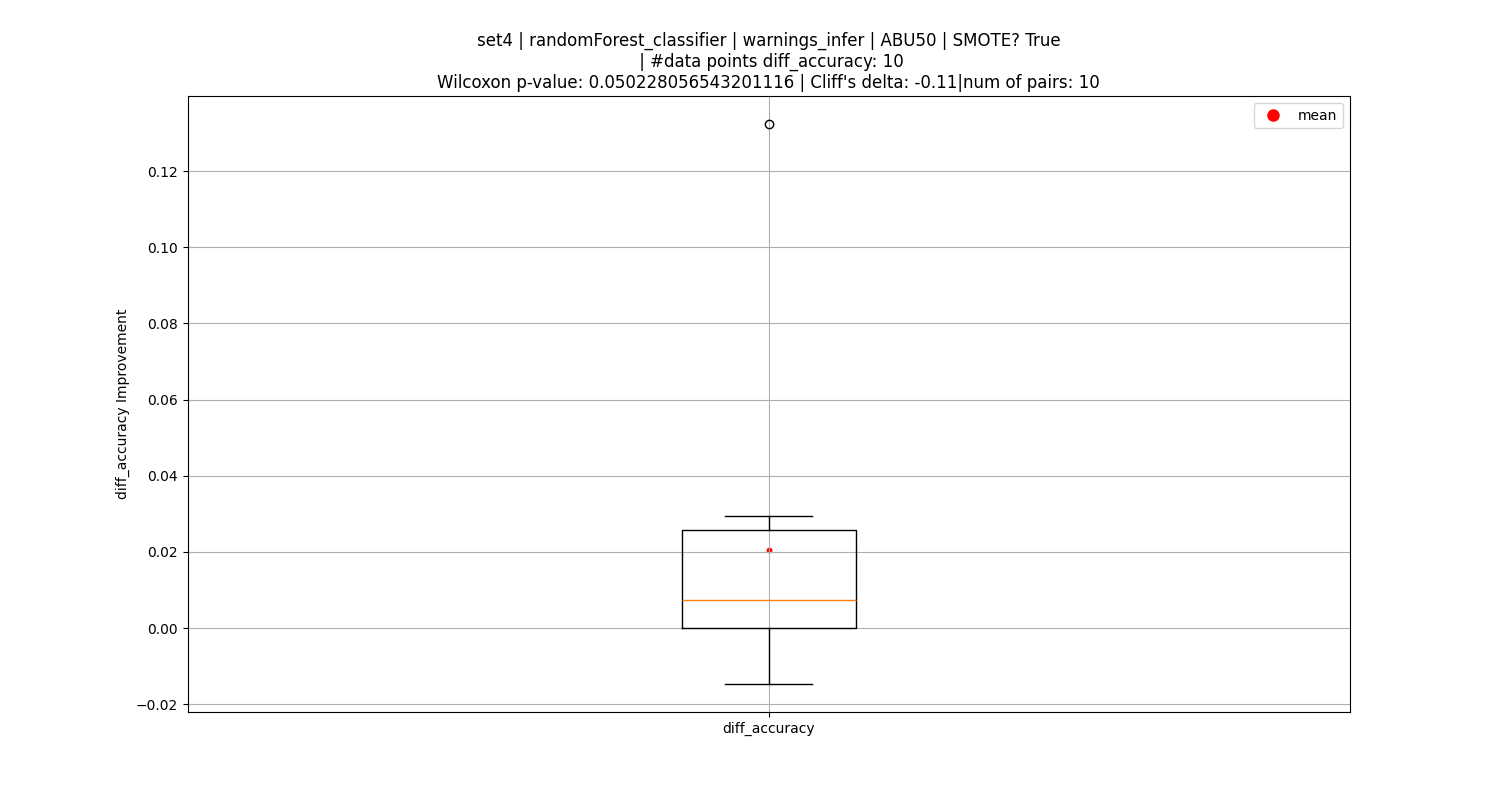 set4 | randomForest_classifier | warnings_infer | ABU50 | SMOTE? True
| #data points diff_accuracy: 10
Wilcoxon p-value: 0.050228056543201116 | Cliff's delta: -0.11|num of pairs: 10
mean
0.12
0.10
0.08
0.06
0.04
0.02
0.00
−0.02
diff_accuracy Improvement
diff_accuracy